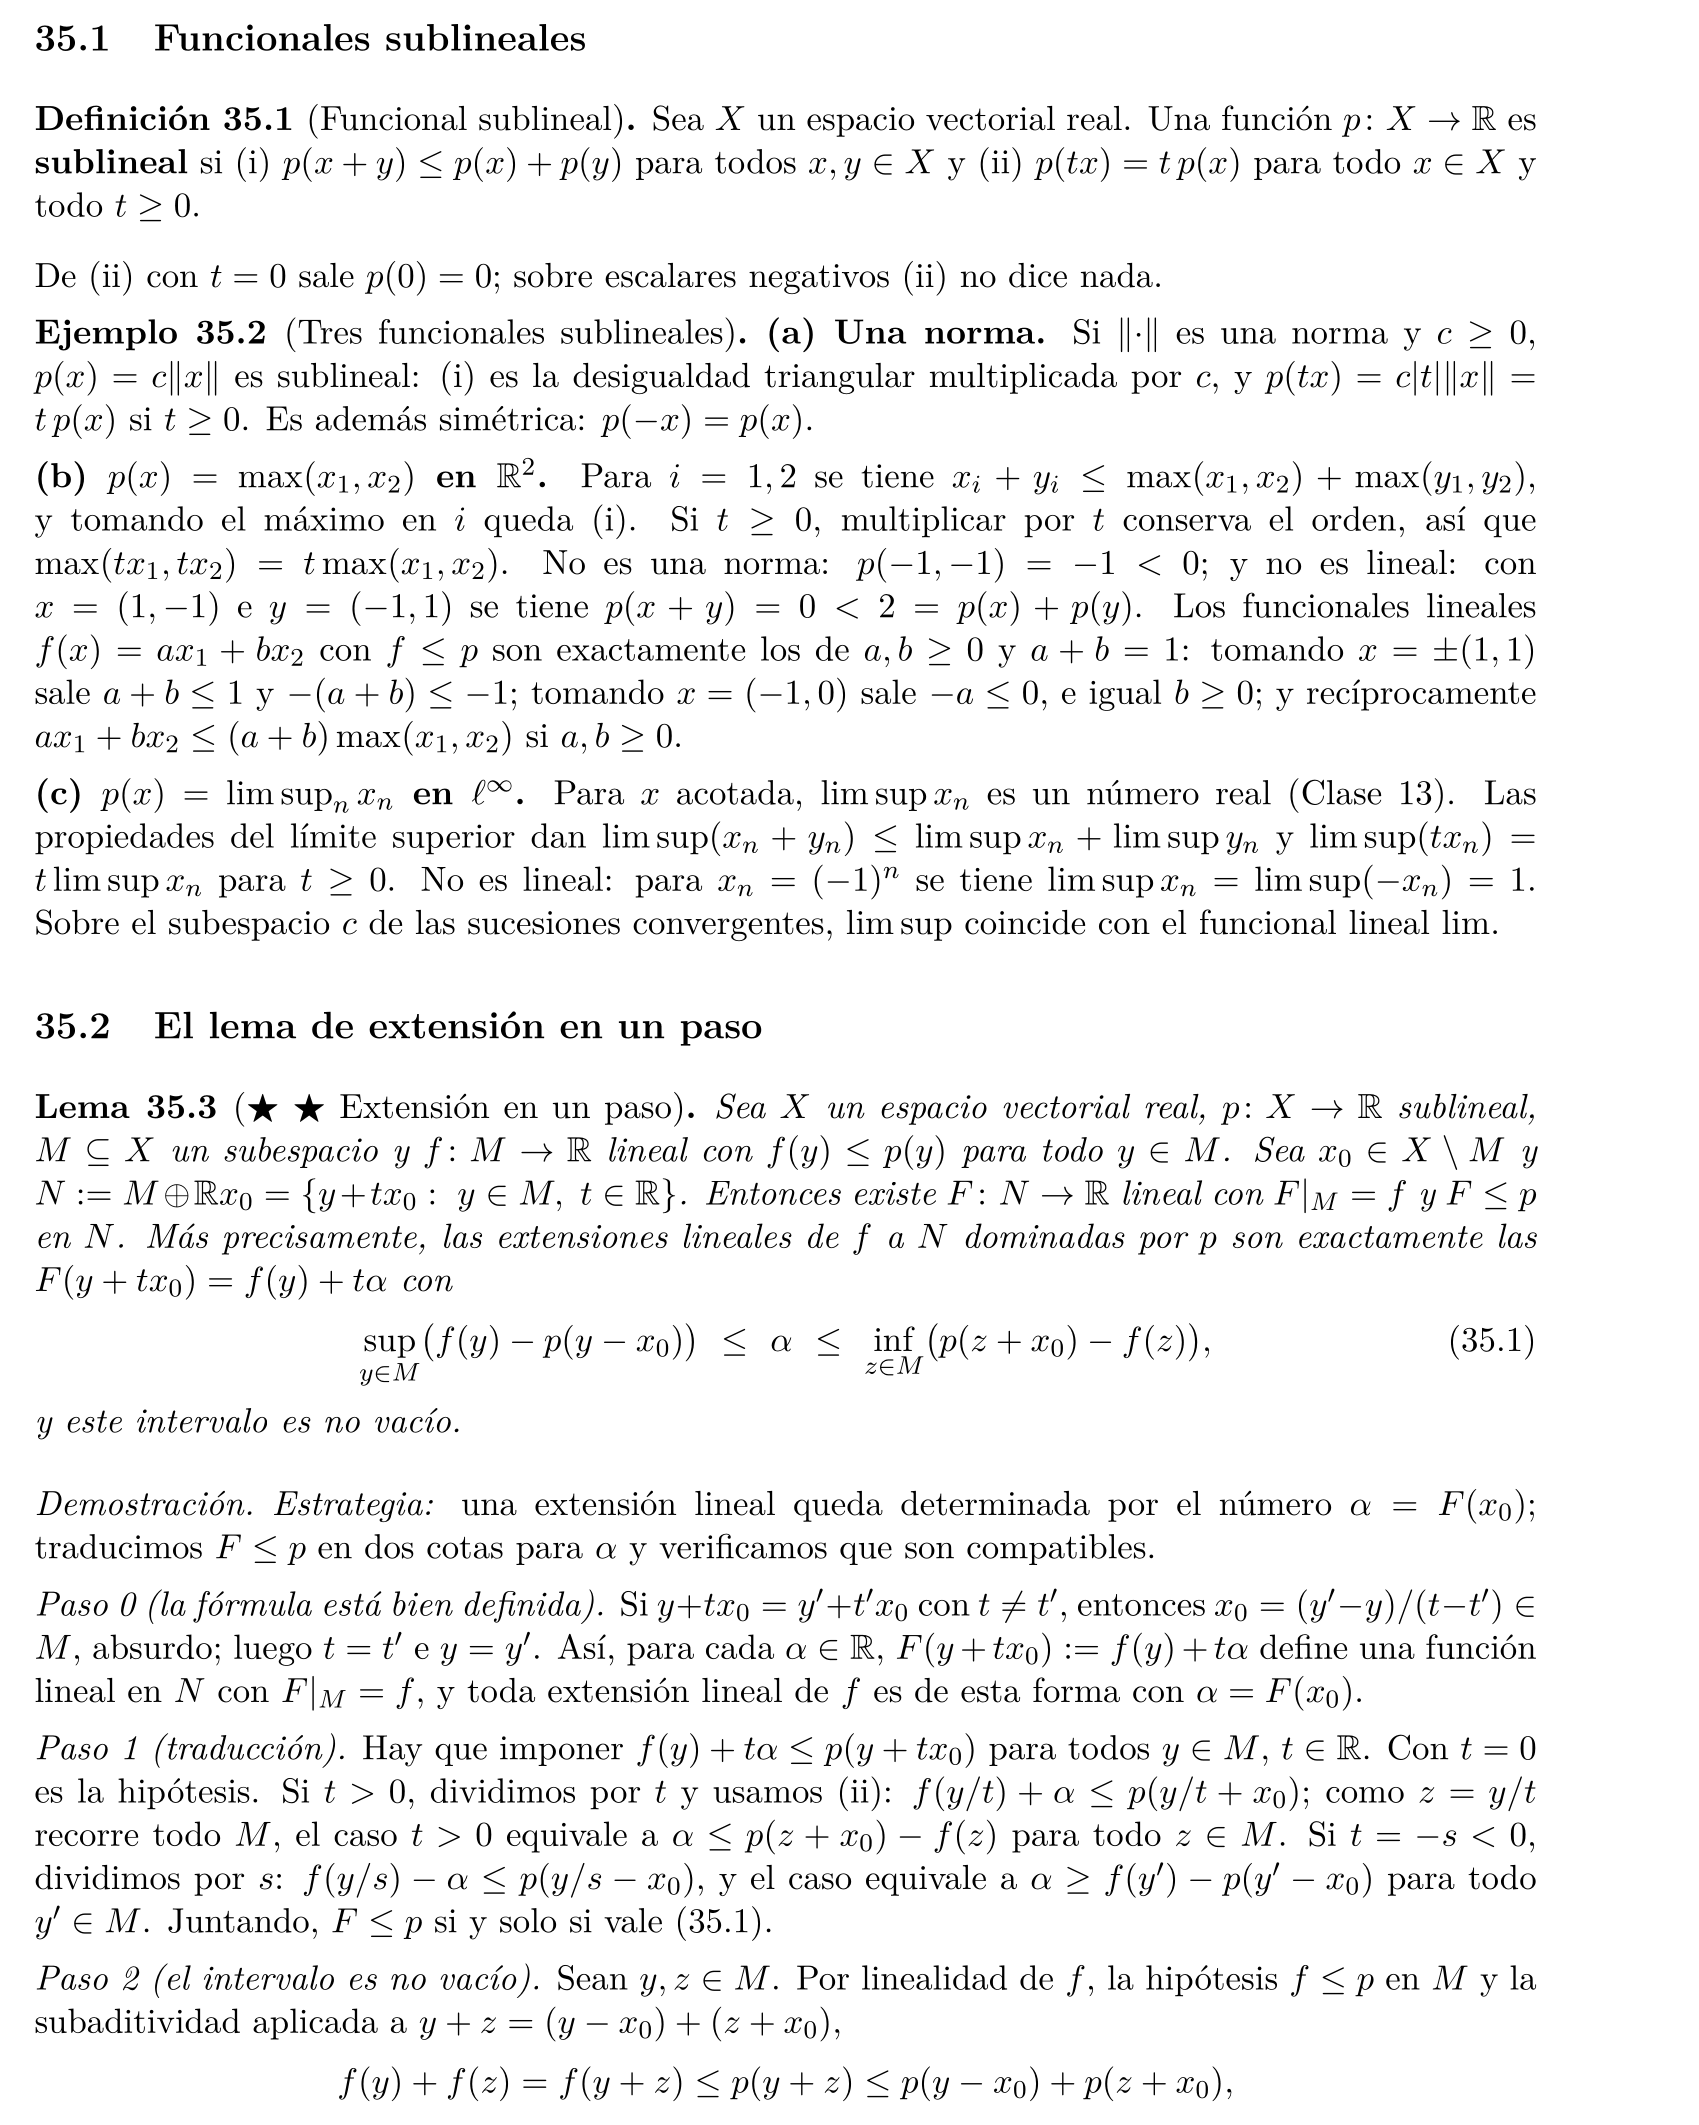 35.1 Funcionales sublineales
Definición 35.1 (Funcional sublineal). Sea X un espacio vectorial real. Una función p: X → ℝ es
sublineal si (i) p(x + y) ≤ p(x) + p(y) para todos x, y ∈ X y (ii) p(tx) = t p(x) para todo x ∈ X y
todo t ≥ 0.
De (ii) con t = 0 sale p(0) = 0; sobre escalares negativos (ii) no dice nada.
Ejemplo 35.2 (Tres funcionales sublineales). (a) Una norma. Si ‖·‖ es una norma y c ≥ 0,
p(x) = c‖x‖ es sublineal: (i) es la desigualdad triangular multiplicada por c, y p(tx) = c|t|‖x‖ =
t p(x) si t ≥ 0. Es además simétrica: p(−x) = p(x).
(b) p(x) = max(x₁, x₂) en ℝ². Para i = 1, 2 se tiene xᵢ + yᵢ ≤ max(x₁, x₂) + max(y₁, y₂),
y tomando el máximo en i queda (i). Si t ≥ 0, multiplicar por t conserva el orden, así que
max(tx₁, tx₂) = t max(x₁, x₂). No es una norma: p(−1, −1) = −1 < 0; y no es lineal: con
x = (1, −1) e y = (−1, 1) se tiene p(x + y) = 0 < 2 = p(x) + p(y). Los funcionales lineales
f(x) = ax₁ + bx₂ con f ≤ p son exactamente los de a, b ≥ 0 y a + b = 1: tomando x = ±(1, 1)
sale a + b ≤ 1 y −(a + b) ≤ −1; tomando x = (−1, 0) sale −a ≤ 0, e igual b ≥ 0; y recíprocamente
ax₁ + bx₂ ≤ (a + b) max(x₁, x₂) si a, b ≥ 0.
(c) p(x) = lim supₙ xₙ en ℓ^∞. Para x acotada, lim sup xₙ es un número real (Clase 13). Las
propiedades del límite superior dan lim sup(xₙ + yₙ) ≤ lim sup xₙ + lim sup yₙ y lim sup(txₙ) =
t lim sup xₙ para t ≥ 0. No es lineal: para xₙ = (−1)ⁿ se tiene lim sup xₙ = lim sup(−xₙ) = 1.
Sobre el subespacio c de las sucesiones convergentes, lim sup coincide con el funcional lineal lim.
35.2 El lema de extensión en un paso
Lema 35.3 (★ ★ Extensión en un paso). Sea X un espacio vectorial real, p: X → ℝ sublineal,
M ⊆ X un subespacio y f: M → ℝ lineal con f(y) ≤ p(y) para todo y ∈ M. Sea x₀ ∈ X \ M y
N := M⊕ℝx₀ = {y+tx₀ : y ∈ M, t ∈ ℝ}. Entonces existe F: N → ℝ lineal con F|_M = f y F ≤ p
en N. Más precisamente, las extensiones lineales de f a N dominadas por p son exactamente las
F(y + tx₀) = f(y) + tα con
sup_{y∈M} (f(y) − p(y − x₀)) ≤ α ≤ inf_{z∈M} (p(z + x₀) − f(z)), (35.1)
y este intervalo es no vacío.
Demostración. Estrategia: una extensión lineal queda determinada por el número α = F(x₀);
traducimos F ≤ p en dos cotas para α y verificamos que son compatibles.
Paso 0 (la fórmula está bien definida). Si y+tx₀ = y′+t′x₀ con t ≠ t′, entonces x₀ = (y′−y)/(t−t′) ∈
M, absurdo; luego t = t′ e y = y′. Así, para cada α ∈ ℝ, F(y + tx₀) := f(y) + tα define una función
lineal en N con F|_M = f, y toda extensión lineal de f es de esta forma con α = F(x₀).
Paso 1 (traducción). Hay que imponer f(y) + tα ≤ p(y + tx₀) para todos y ∈ M, t ∈ ℝ. Con t = 0
es la hipótesis. Si t > 0, dividimos por t y usamos (ii): f(y/t) + α ≤ p(y/t + x₀); como z = y/t
recorre todo M, el caso t > 0 equivale a α ≤ p(z + x₀) − f(z) para todo z ∈ M. Si t = −s < 0,
dividimos por s: f(y/s) − α ≤ p(y/s − x₀), y el caso equivale a α ≥ f(y′) − p(y′ − x₀) para todo
y′ ∈ M. Juntando, F ≤ p si y solo si vale (35.1).
Paso 2 (el intervalo es no vacío). Sean y, z ∈ M. Por linealidad de f, la hipótesis f ≤ p en M y la
subaditividad aplicada a y + z = (y − x₀) + (z + x₀),
f(y) + f(z) = f(y + z) ≤ p(y + z) ≤ p(y − x₀) + p(z + x₀),